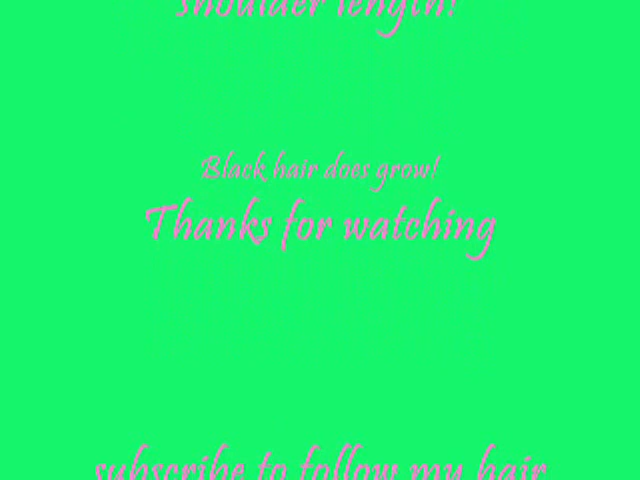 shoulder length!
Black hair does grow!
Thanks for watching
subscribe to follow my hair